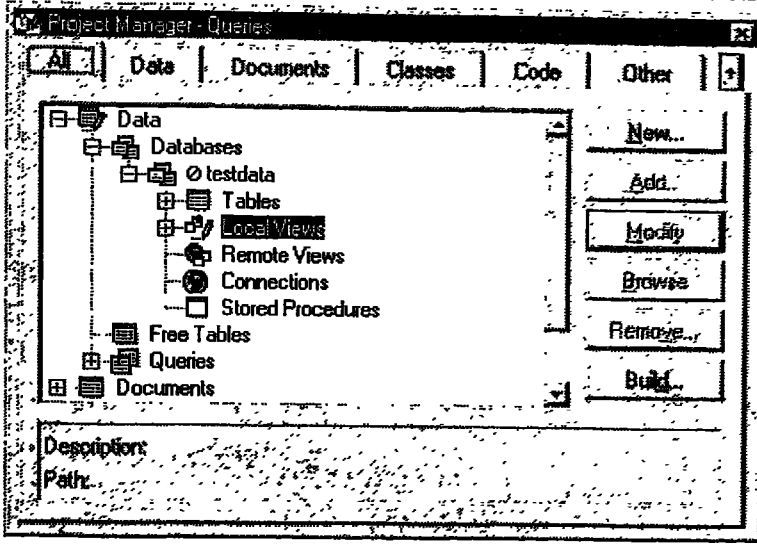 Project Manager - Queries
All Data Documents Classes Code Other
Data
Databases
testdata
Tables
Local Views
Remote Views
Connections
Stored Procedures
Free Tables
Queries
Documents
New...
Add...
Modify
Browse
Remove...
Build...
Description:
Path: